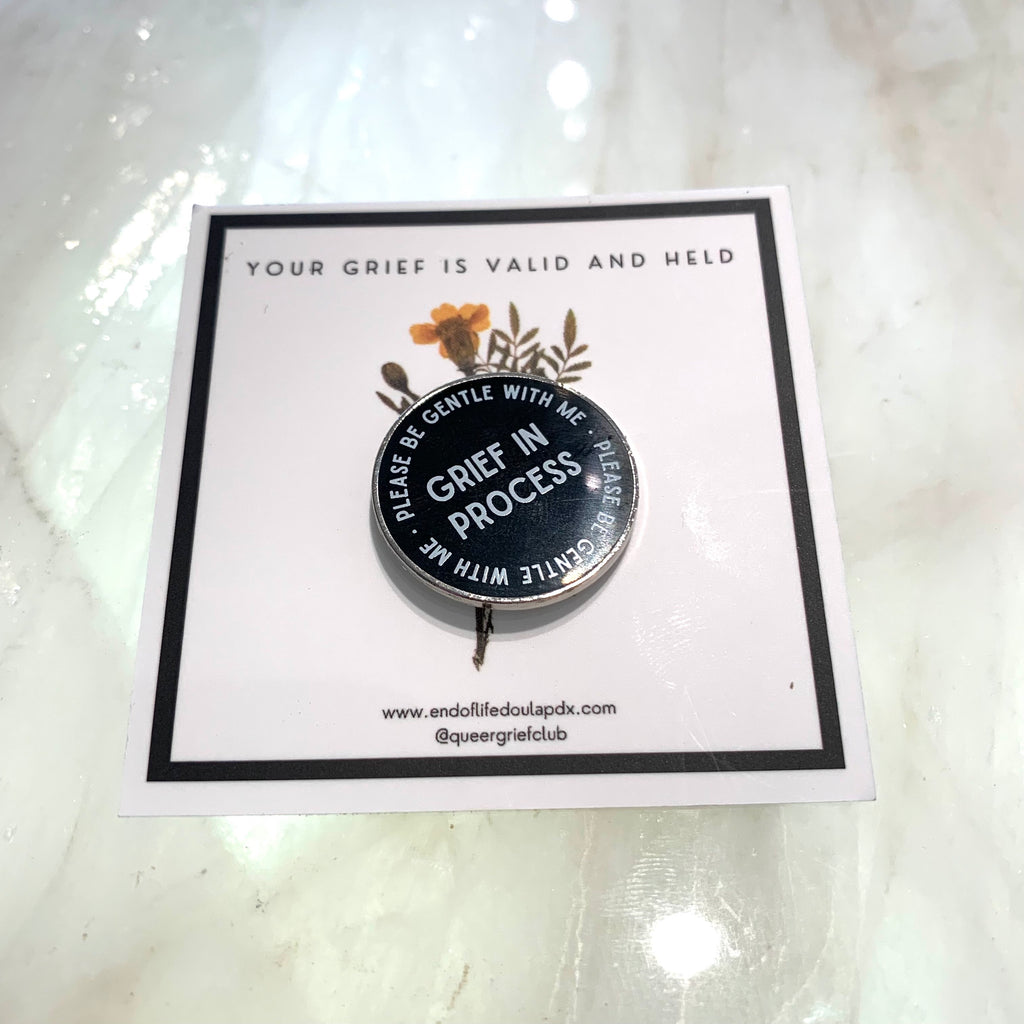 YOUR GRIEF IS VALID AND HELD
PLEASE BE GENTLE WITH ME · PLEASE BE GENTLE WITH ME ·
GRIEF IN
PROCESS
www.endoflifedoulapdx.com
@queergriefclub